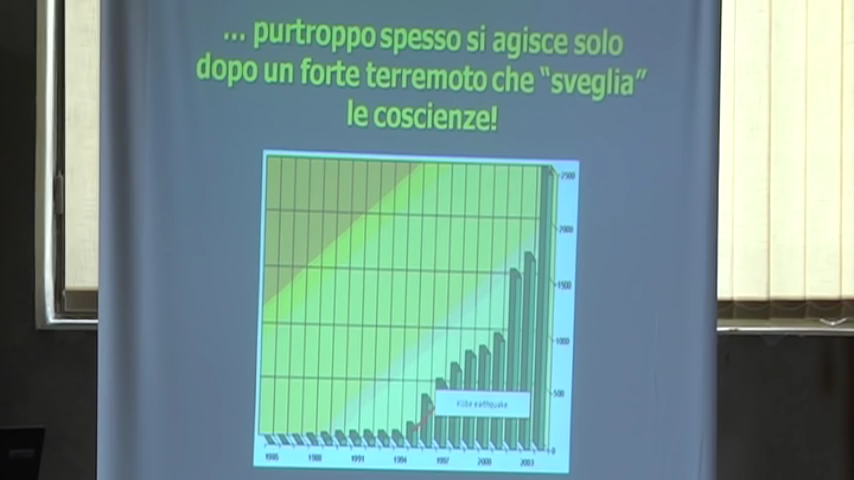 ... purtroppo spesso si agisce solo
dopo un forte terremoto che “sveglia”
le coscienze!
2500
2000
1500
1000
500
0
Kobe earthquake
1985 1988 1991 1994 1997 2000 2003